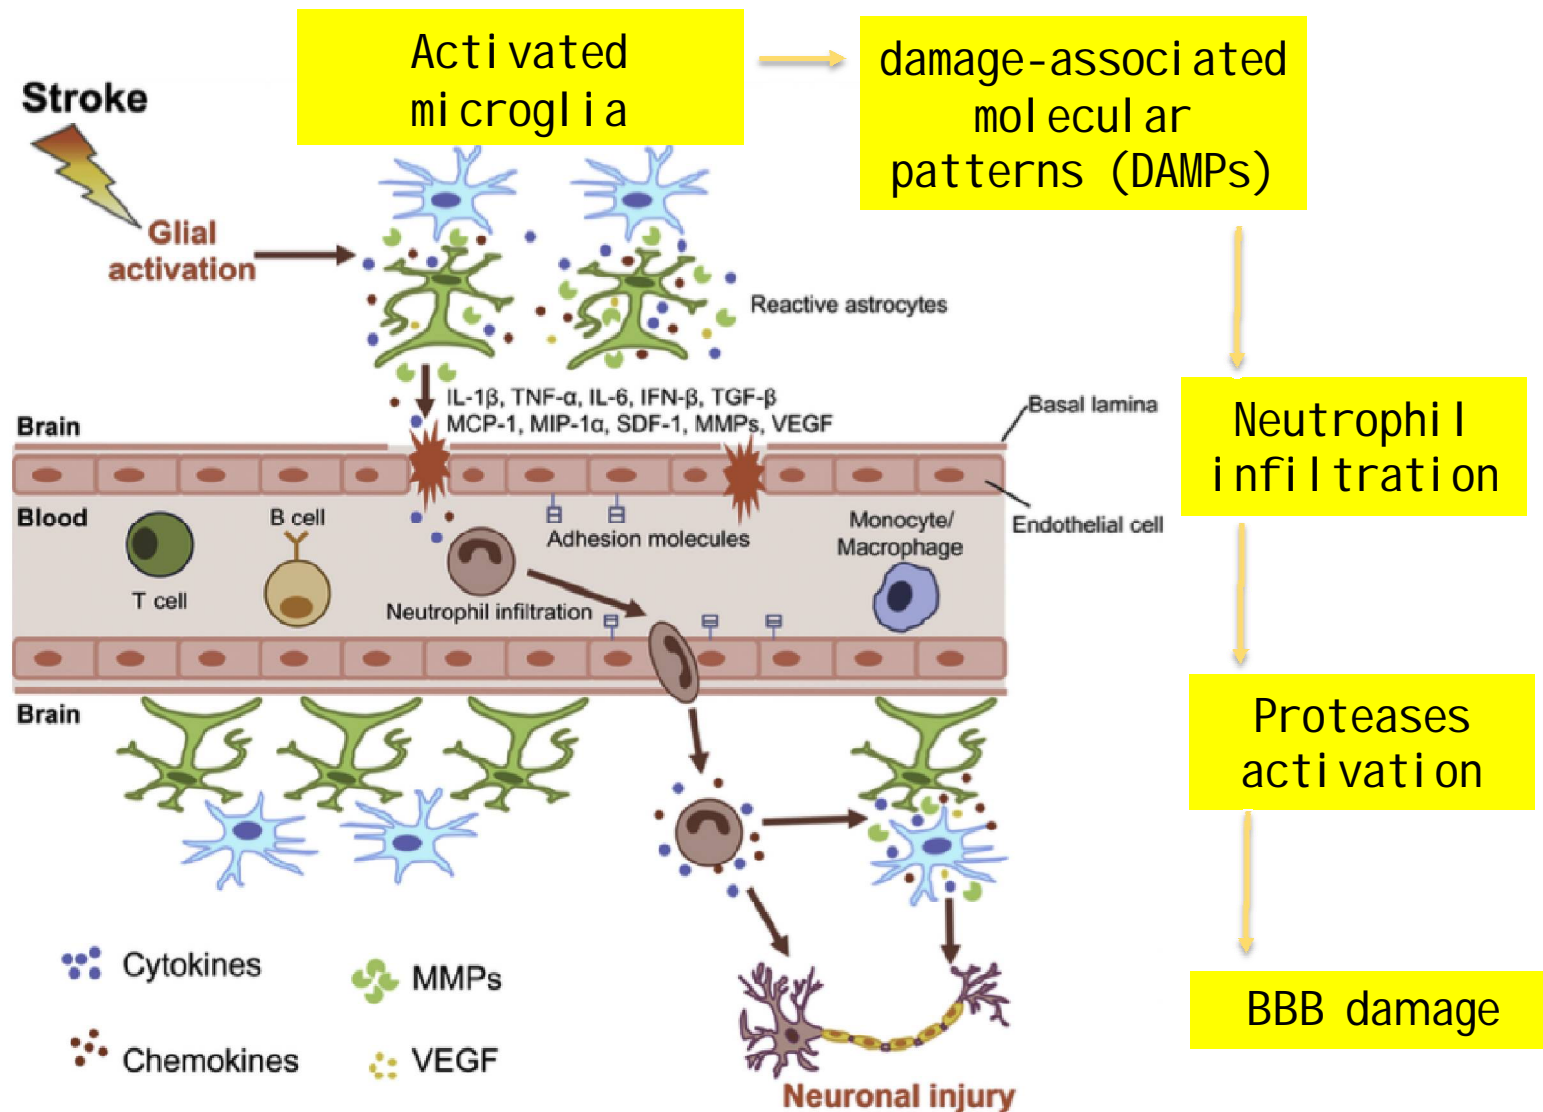 Activated
microglia
damage-associated
molecular
patterns (DAMPs)
Stroke
Glial
activation
Reactive astrocytes
IL-1β, TNF-α, IL-6, IFN-β, TGF-β
MCP-1, MIP-1α, SDF-1, MMPs, VEGF
Basal lamina
Brain
Neutrophil
infiltration
Blood
B cell
T cell
Adhesion molecules
Monocyte/
Macrophage
Endothelial cell
Neutrophil infiltration
Brain
Proteases
activation
Cytokines
MMPs
Chemokines
VEGF
BBB damage
Neuronal injury